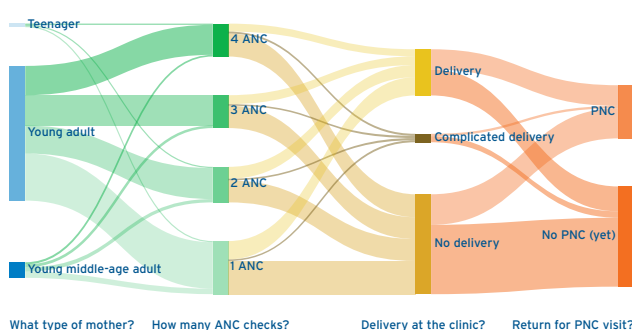 Teenager
Young adult
Young middle-age adult
4 ANC
3 ANC
2 ANC
1 ANC
Delivery
Complicated delivery
No delivery
PNC
No PNC (yet)
What type of mother?
How many ANC checks?
Delivery at the clinic?
Return for PNC visit?